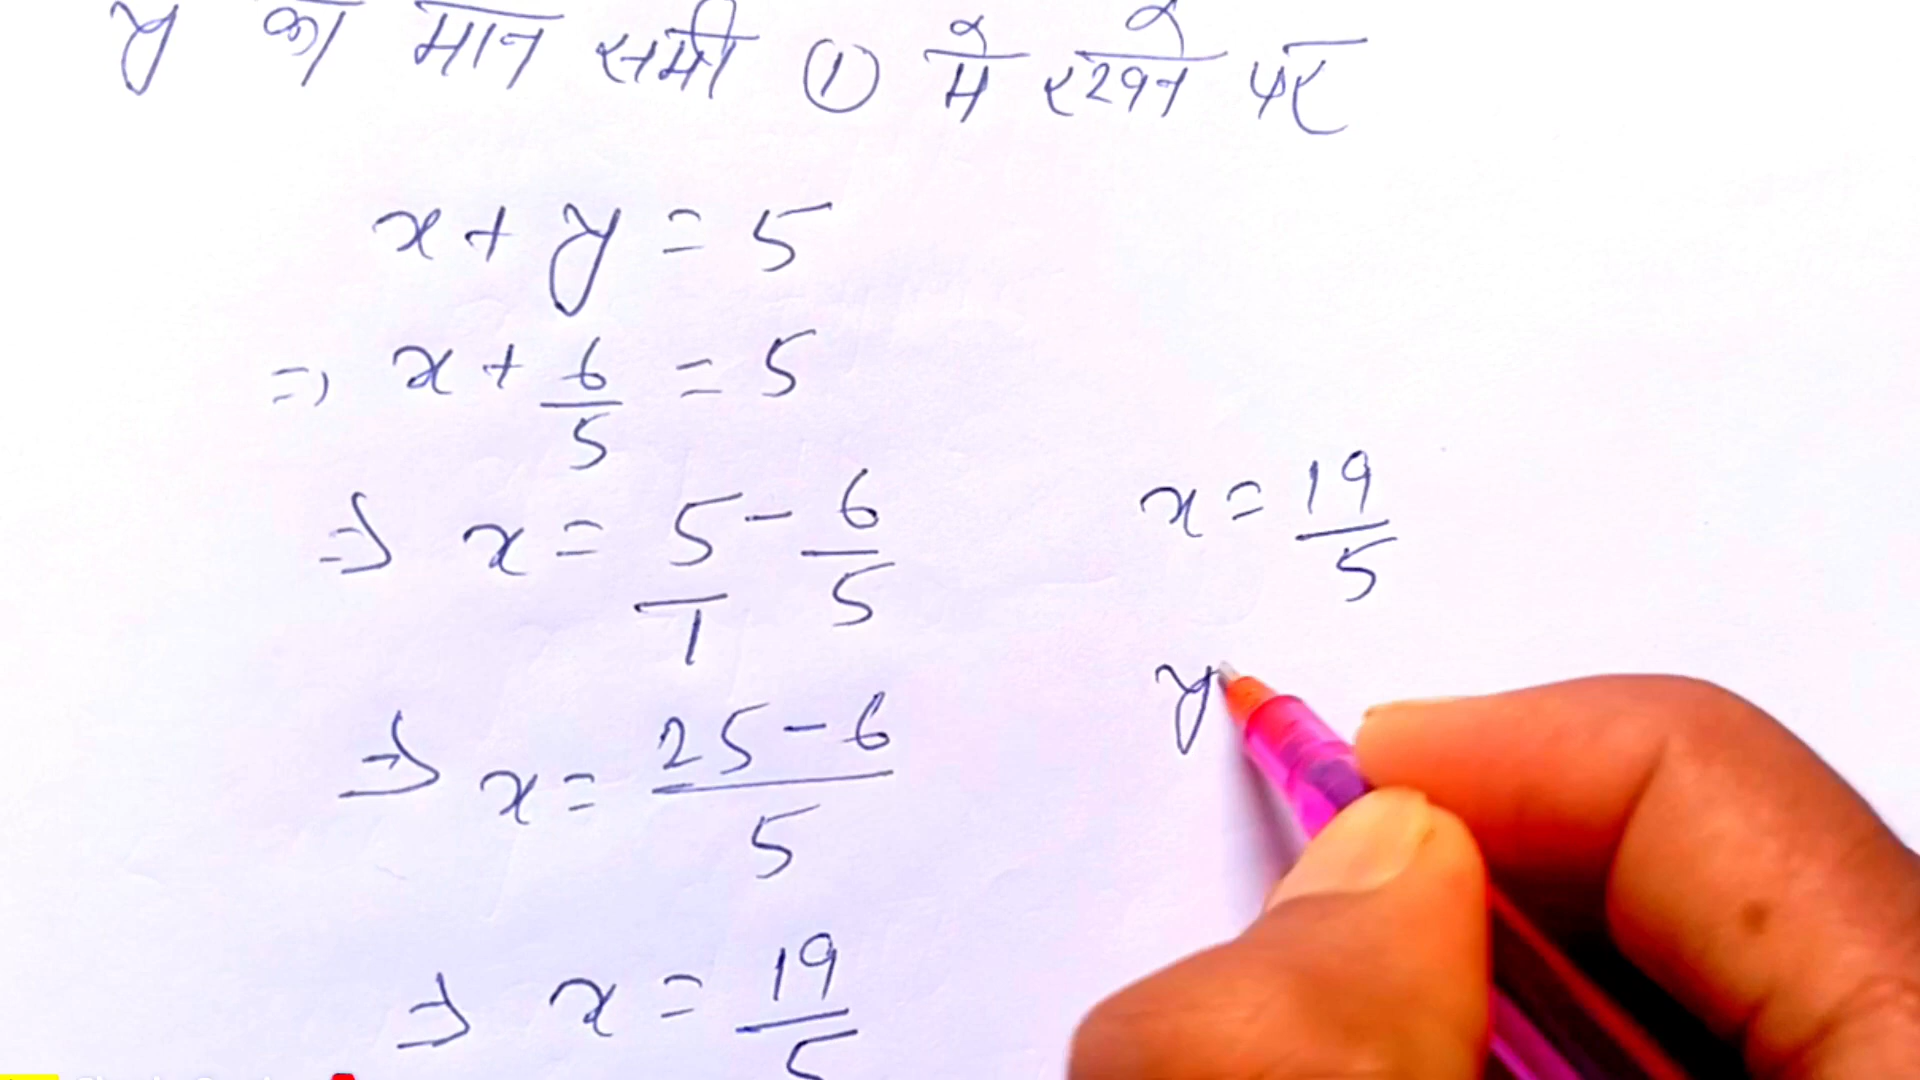 y का मान समी ① में रखने पर
x + y = 5
⇒ x + 6/5 = 5
⇒ x = 5/1 - 6/5
⇒ x = 25-6/5
⇒ x = 19/5
x = 19/5
y